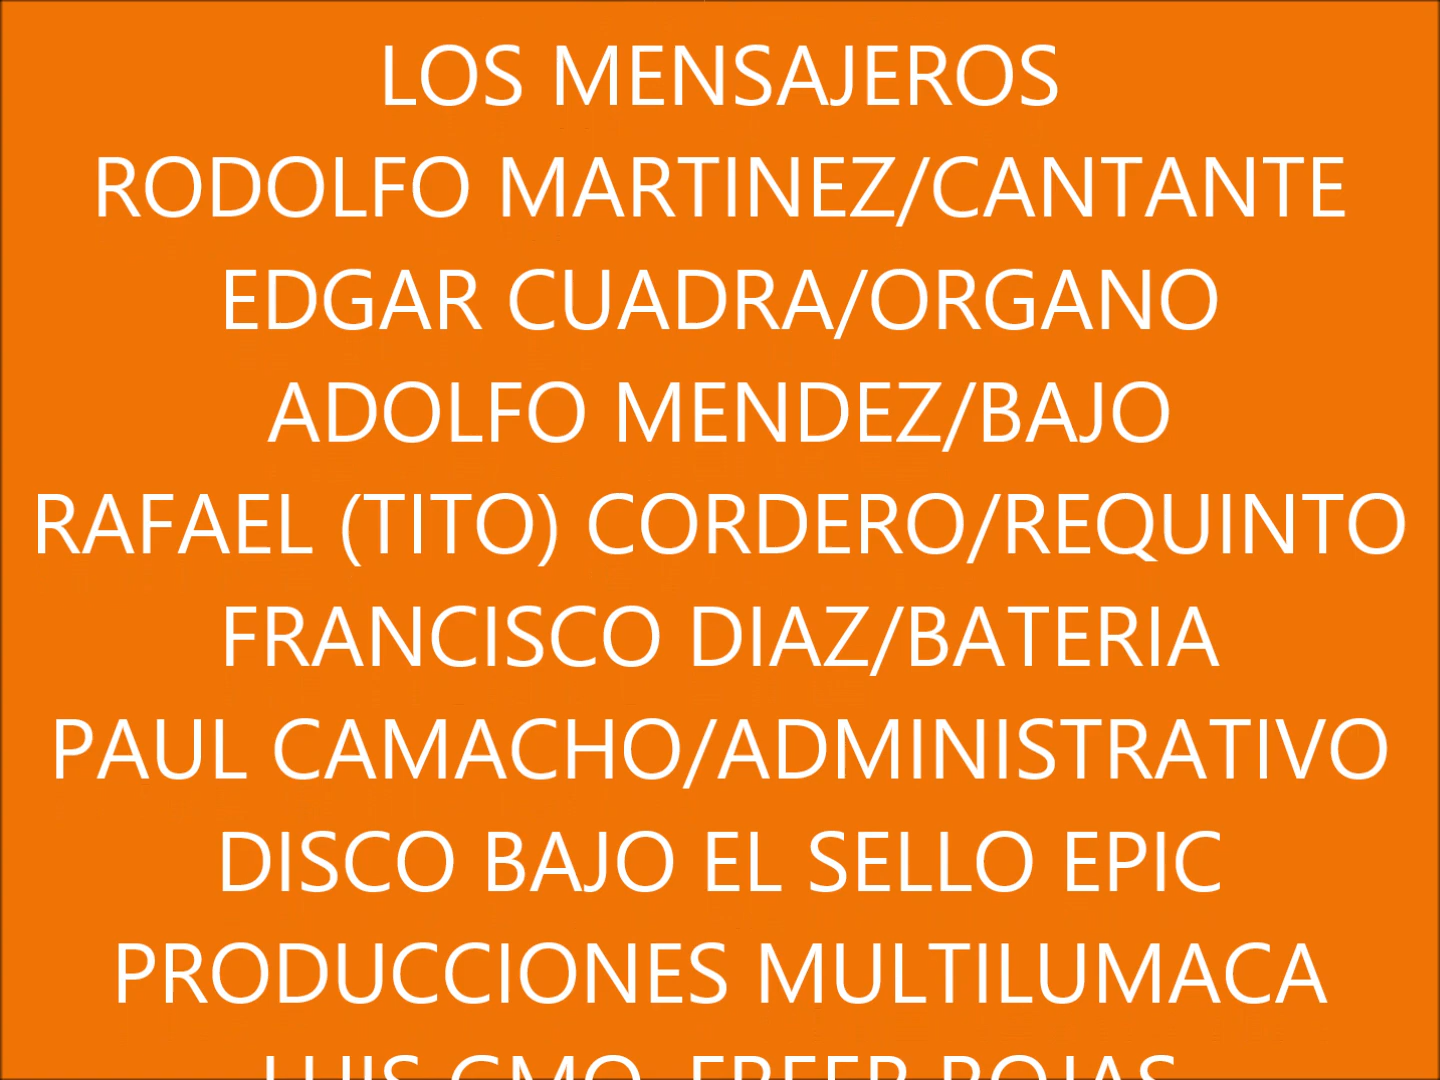 LOS MENSAJEROS
RODOLFO MARTINEZ/CANTANTE
EDGAR CUADRA/ORGANO
ADOLFO MENDEZ/BAJO
RAFAEL (TITO) CORDERO/REQUINTO
FRANCISCO DIAZ/BATERIA
PAUL CAMACHO/ADMINISTRATIVO
DISCO BAJO EL SELLO EPIC
PRODUCCIONES MULTILUMACA
LUIS GMO. FREER ROJAS